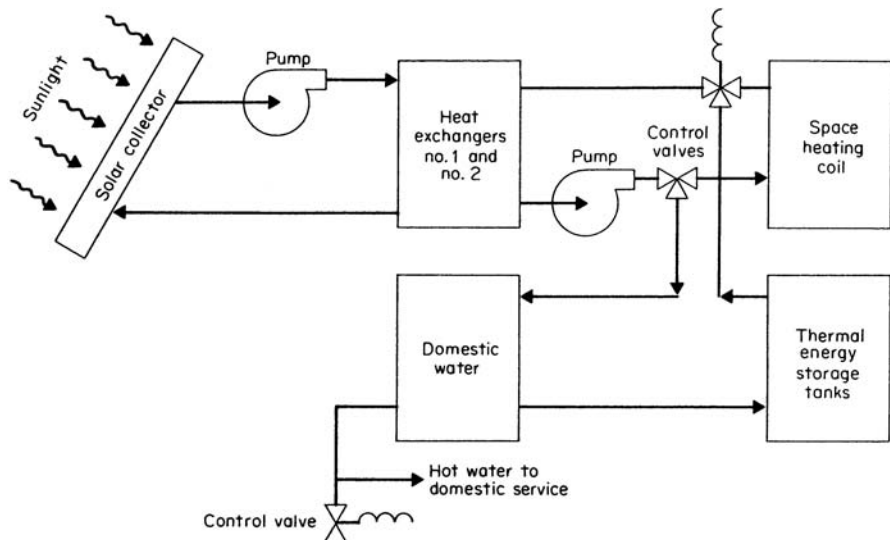 Sunlight
Solar collector
Pump
Heat
exchangers
no. 1 and
no. 2
Pump
Control
valves
Space
heating
coil
Domestic
water
Thermal
energy
storage
tanks
Hot water to
domestic service
Control valve